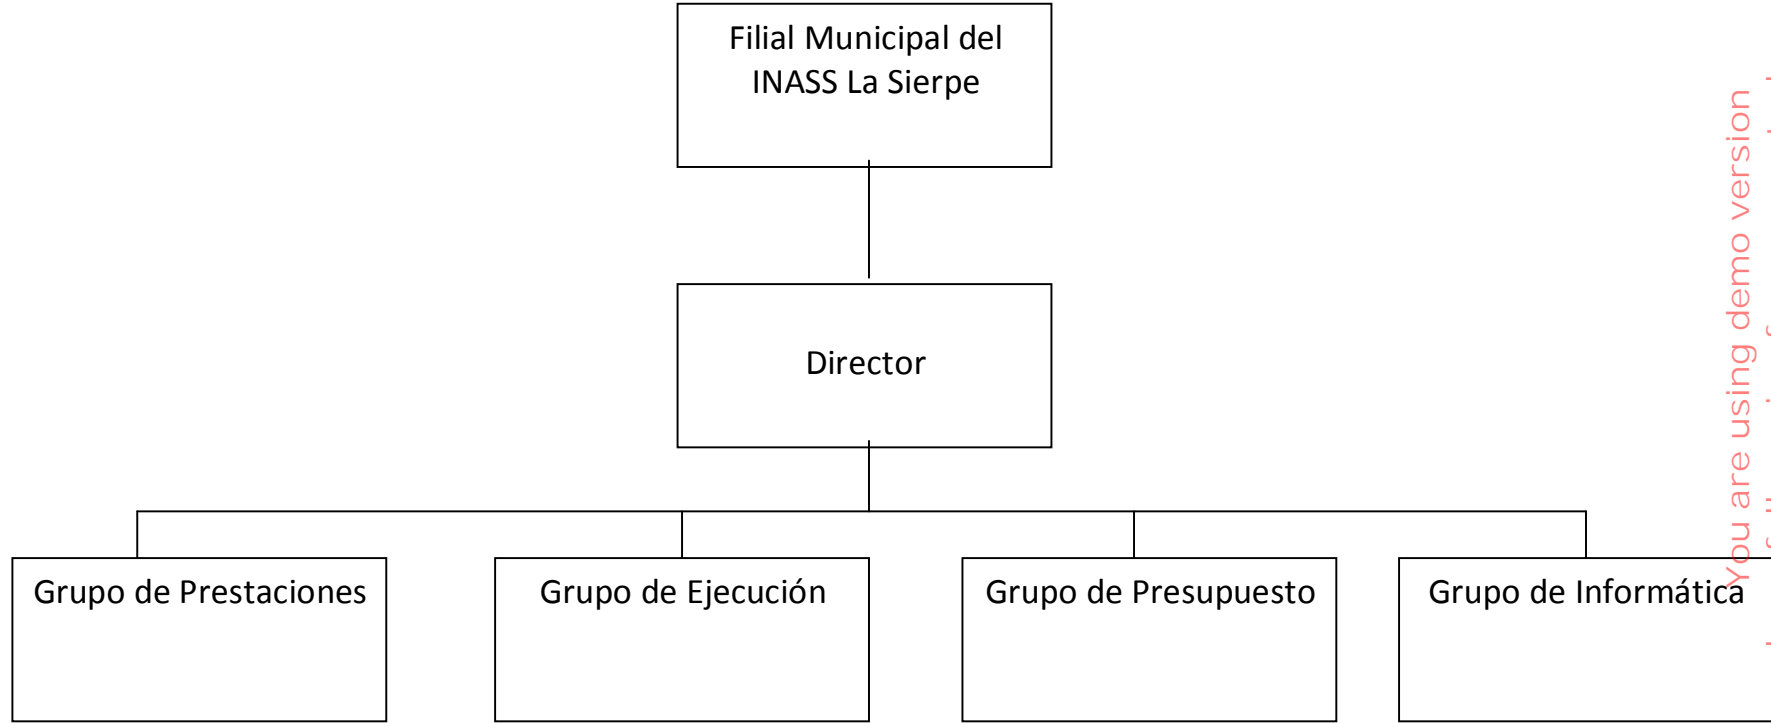 Filial Municipal del
INASS La Sierpe
Director
Grupo de Prestaciones
Grupo de Ejecución
Grupo de Presupuesto
Grupo de Informática
You are using demo version